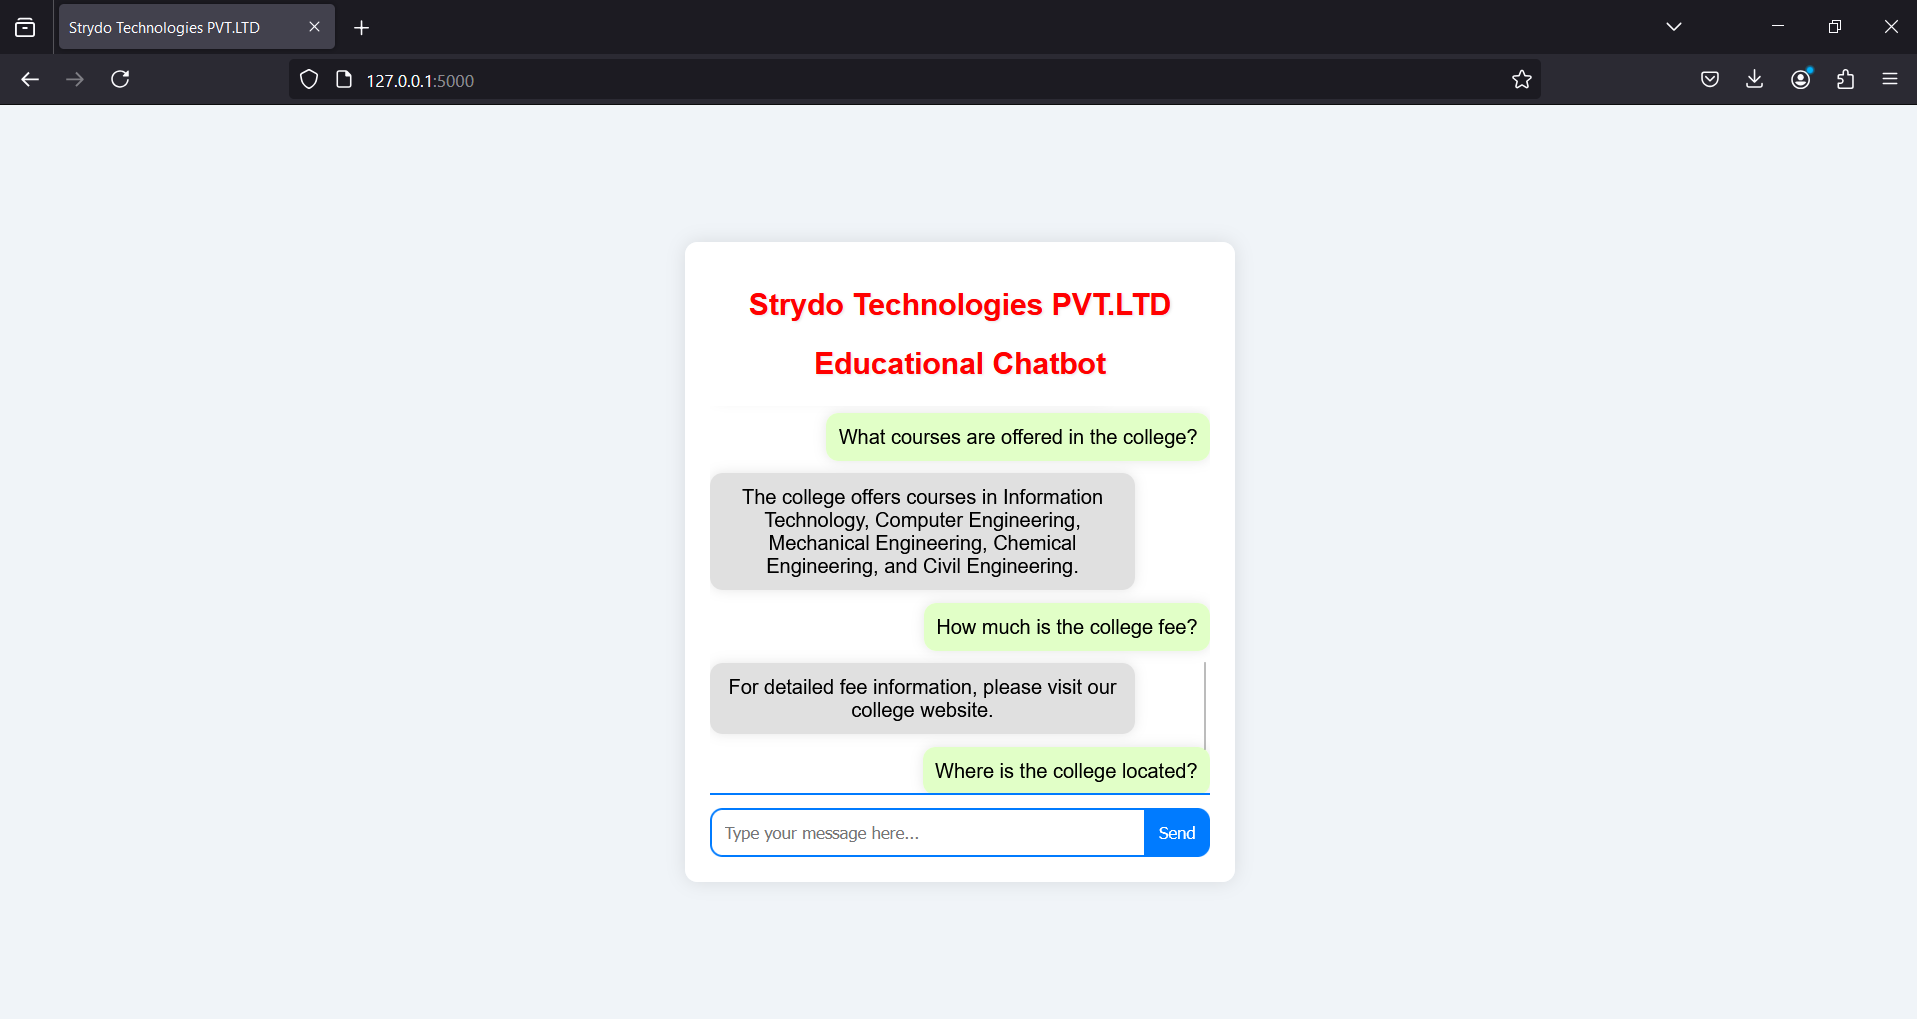 Strydo Technologies PVT.LTD
127.0.0.1:5000
Strydo Technologies PVT.LTD
Educational Chatbot
What courses are offered in the college?
The college offers courses in Information
Technology, Computer Engineering,
Mechanical Engineering, Chemical
Engineering, and Civil Engineering.
How much is the college fee?
For detailed fee information, please visit our
college website.
Where is the college located?
Type your message here...
Send